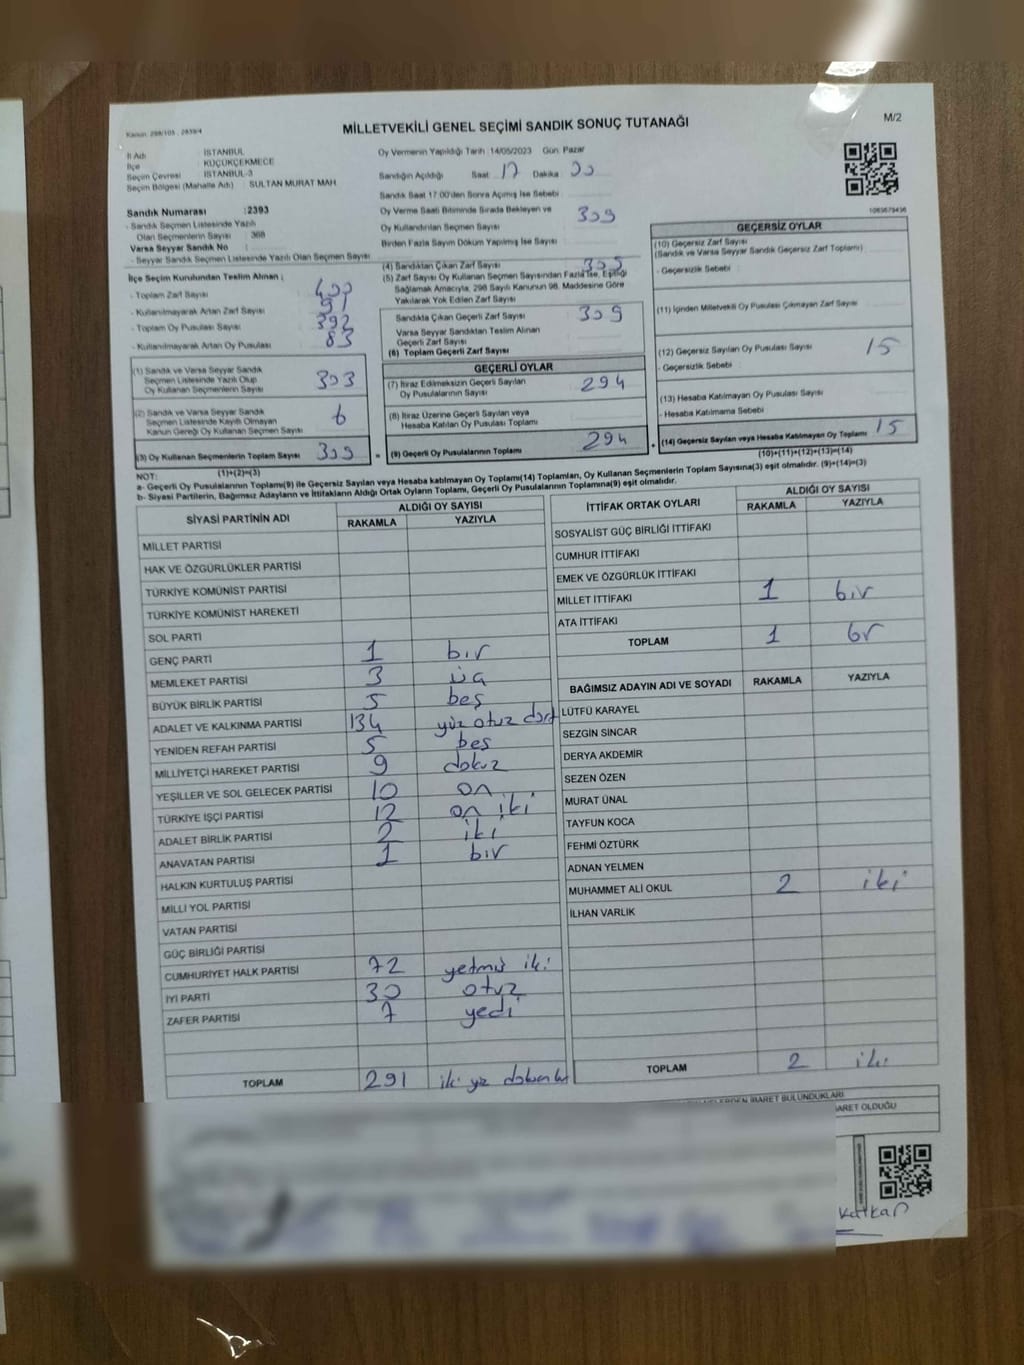 Kanun: 298/105 , 2839/4
MİLLETVEKİLİ GENEL SEÇİMİ SANDIK SONUÇ TUTANAĞI
M/2
İl Adı : İSTANBUL
İlçe : KÜÇÜKÇEKMECE
Seçim Çevresi : İSTANBUL-3
Seçim Bölgesi (Mahalle Adı) : SULTAN MURAT MAH.
Sandık Numarası : 2393
- Sandık Seçmen Listesinde Yazılı
Olan Seçmenlerin Sayısı : 368
Varsa Seyyar Sandık No :
- Seyyar Sandık Seçmen Listesinde Yazılı Olan Seçmen Sayısı :
İlçe Seçim Kurulundan Teslim Alınan ;
- Toplam Zarf Sayısı : 400
- Kullanılmayarak Artan Zarf Sayısı : 91
- Toplam Oy Pusulası Sayısı : 392
- Kullanılmayarak Artan Oy Pusulası : 83
(1) Sandık ve Varsa Seyyar Sandık
Seçmen Listesinde Yazılı Olup
Oy Kullanan Seçmenlerin Sayısı 303
(2) Sandık ve Varsa Seyyar Sandık
Seçmen Listesinde Kayıtlı Olmayan
Kanun Gereği Oy Kullanan Seçmen Sayısı 6
(3) Oy Kullanan Seçmenlerin Toplam Sayısı 309
(1)+(2)=(3)
Oy Vermenin Yapıldığı Tarih :14/05/2023 Gün: Pazar
Sandığın Açıldığı Saat: 17 Dakika: 00
Sandık Saat 17:00'den Sonra Açılmış İse Sebebi :
Oy Verme Saati Bitiminde Sırada Bekleyen ve
Oy Kullandırılan Seçmen Sayısı : 309
Birden Fazla Sayım Döküm Yapılmış İse Sayısı :
(4) Sandıktan Çıkan Zarf Sayısı : 309
(5) Zarf Sayısı Oy Kullanan Seçmen Sayısından Fazla İse, Eşitliği
Sağlamak Amacıyla, 298 Sayılı Kanunun 98. Maddesine Göre
Yakılarak Yok Edilen Zarf Sayısı :
Sandıkta Çıkan Geçerli Zarf Sayısı : 309
Varsa Seyyar Sandıktan Teslim Alınan
Geçerli Zarf Sayısı :
(6) Toplam Geçerli Zarf Sayısı :
GEÇERLİ OYLAR
(7) İtiraz Edilmeksizin Geçerli Sayılan
Oy Pusulalarının Sayısı : 294
(8) İtiraz Üzerine Geçerli Sayılan veya
Hesaba Katılan Oy Pusulası Toplamı
= (9) Geçerli Oy Pusulalarının Toplamı 294 +
1065679456
GEÇERSİZ OYLAR
(10) Geçersiz Zarf Sayısı
(Sandık ve Varsa Seyyar Sandık Geçersiz Zarf Toplamı)
- Geçersizlik Sebebi :
(11) İçinden Milletvekili Oy Pusulası Çıkmayan Zarf Sayısı
(12) Geçersiz Sayılan Oy Pusulası Sayısı : 15
- Geçersizlik Sebebi :
(13) Hesaba Katılmayan Oy Pusulası Sayısı
- Hesaba Katılmama Sebebi
(14) Geçersiz Sayılan veya Hesaba Katılmayan Oy Toplamı 15
(10)+(11)+(12)+(13)=(14)
NOT:
a- Geçerli Oy Pusulalarının Toplamı(9) ile Geçersiz Sayılan veya Hesaba katılmayan Oy Toplamı(14) Toplamları, Oy Kullanan Seçmenlerin Toplam Sayısına(3) eşit olmalıdır. (9)+(14)=(3)
b- Siyasi Partilerin, Bağımsız Adayların ve İttifakların Aldığı Ortak Oyların Toplamı, Geçerli Oy Pusulalarının Toplamına(9) eşit olmalıdır.
SİYASİ PARTİNİN ADI ALDIĞI OY SAYISI
RAKAMLA YAZIYLA
MİLLET PARTİSİ
HAK VE ÖZGÜRLÜKLER PARTİSİ
TÜRKİYE KOMÜNİST PARTİSİ
TÜRKİYE KOMÜNİST HAREKETİ
SOL PARTİ
GENÇ PARTİ 1 bir
MEMLEKET PARTİSİ 3 üç
BÜYÜK BİRLİK PARTİSİ 5 beş
ADALET VE KALKINMA PARTİSİ 134 yüz otuz dört
YENİDEN REFAH PARTİSİ 5 beş
MİLLİYETÇİ HAREKET PARTİSİ 9 dokuz
YEŞİLLER VE SOL GELECEK PARTİSİ 10 on
TÜRKİYE İŞÇİ PARTİSİ 12 on iki
ADALET BİRLİK PARTİSİ 2 iki
ANAVATAN PARTİSİ 1 bir
HALKIN KURTULUŞ PARTİSİ
MİLLİ YOL PARTİSİ
VATAN PARTİSİ
GÜÇ BİRLİĞİ PARTİSİ
CUMHURİYET HALK PARTİSİ 72 yetmiş iki
İYİ PARTİ 30 otuz
ZAFER PARTİSİ 7 yedi
TOPLAM 291 iki yüz
İTTİFAK ORTAK OYLARI ALDIĞI OY SAYISI
RAKAMLA YAZIYLA
SOSYALİST GÜÇ BİRLİĞİ İTTİFAKI
CUMHUR İTTİFAKI
EMEK VE ÖZGÜRLÜK İTTİFAKI
MİLLET İTTİFAKI 1 bir
ATA İTTİFAKI
TOPLAM 1 br
BAĞIMSIZ ADAYIN ADI VE SOYADI RAKAMLA YAZIYLA
LÜTFÜ KARAYEL
SEZGİN SİNCAR
DERYA AKDEMİR
SEZEN ÖZEN
MURAT ÜNAL
TAYFUN KOCA
FEHMİ ÖZTÜRK
ADNAN YELMEN
MUHAMMET ALİ OKUL 2 iki
İLHAN VARLIK
TOPLAM 2 iki
İBARET BULUNDUKLARI
OLDUĞU